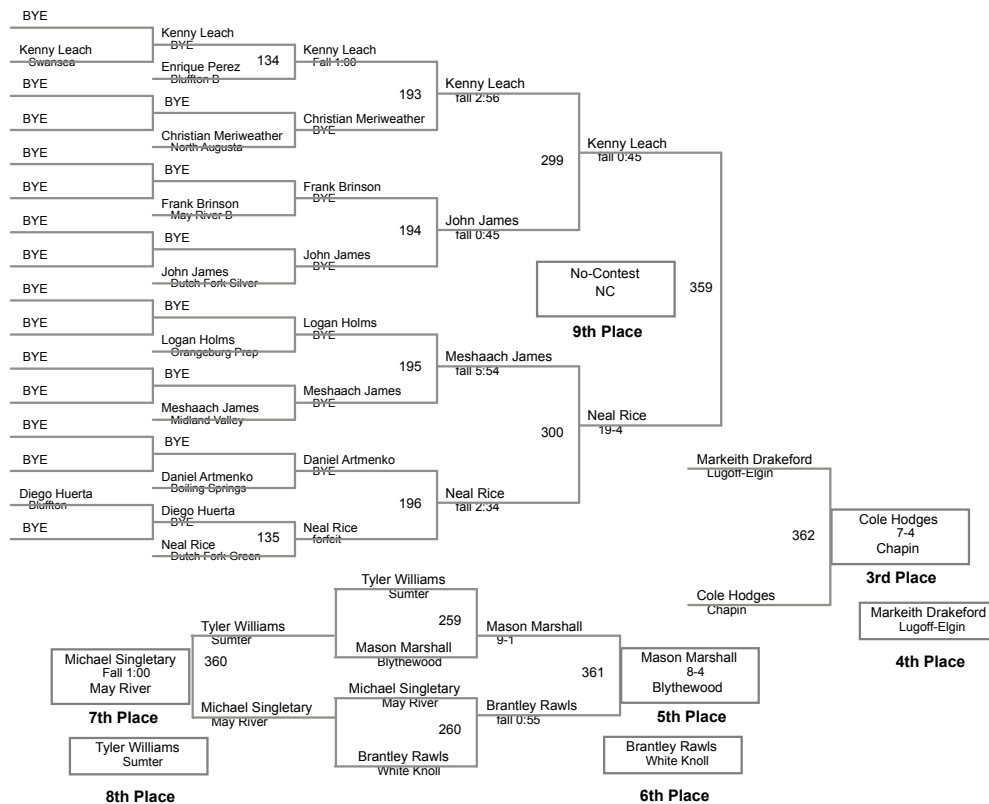 BYE
Kenny Leach
Swansea
BYE
BYE
BYE
BYE
BYE
BYE
BYE
BYE
BYE
BYE
BYE
BYE
Diego Huerta
Bluffton
BYE
Kenny Leach
BYE
134
Enrique Perez
Bluffton B
BYE
Christian Meriweather
North Augusta
BYE
Frank Brinson
May River B
BYE
John James
Dutch Fork Silver
BYE
Logan Holms
Orangeburg Prep
BYE
Meshaach James
Midland Valley
BYE
Daniel Artmenko
Boiling Springs
Diego Huerta
BYE
135
Neal Rice
Dutch Fork Green
Kenny Leach
Fall 1:00
193
Christian Meriweather
BYE
Frank Brinson
BYE
194
John James
BYE
Logan Holms
BYE
195
Meshaach James
BYE
Daniel Artmenko
BYE
196
Neal Rice
forfeit
Kenny Leach
fall 2:56
299
John James
fall 0:45
Meshaach James
fall 5:54
300
Neal Rice
fall 2:34
Kenny Leach
fall 0:45
359
Neal Rice
19-4
No-Contest
NC
9th Place
Markeith Drakeford
Lugoff-Elgin
362
Cole Hodges
Chapin
Cole Hodges
7-4
Chapin
3rd Place
Markeith Drakeford
Lugoff-Elgin
4th Place
Tyler Williams
Sumter
259
Mason Marshall
Blythewood
Michael Singletary
May River
260
Brantley Rawls
White Knoll
Tyler Williams
Sumter
360
Michael Singletary
May River
Michael Singletary
Fall 1:00
May River
7th Place
Tyler Williams
Sumter
8th Place
Mason Marshall
9-1
361
Brantley Rawls
fall 0:55
Mason Marshall
8-4
Blythewood
5th Place
Brantley Rawls
White Knoll
6th Place